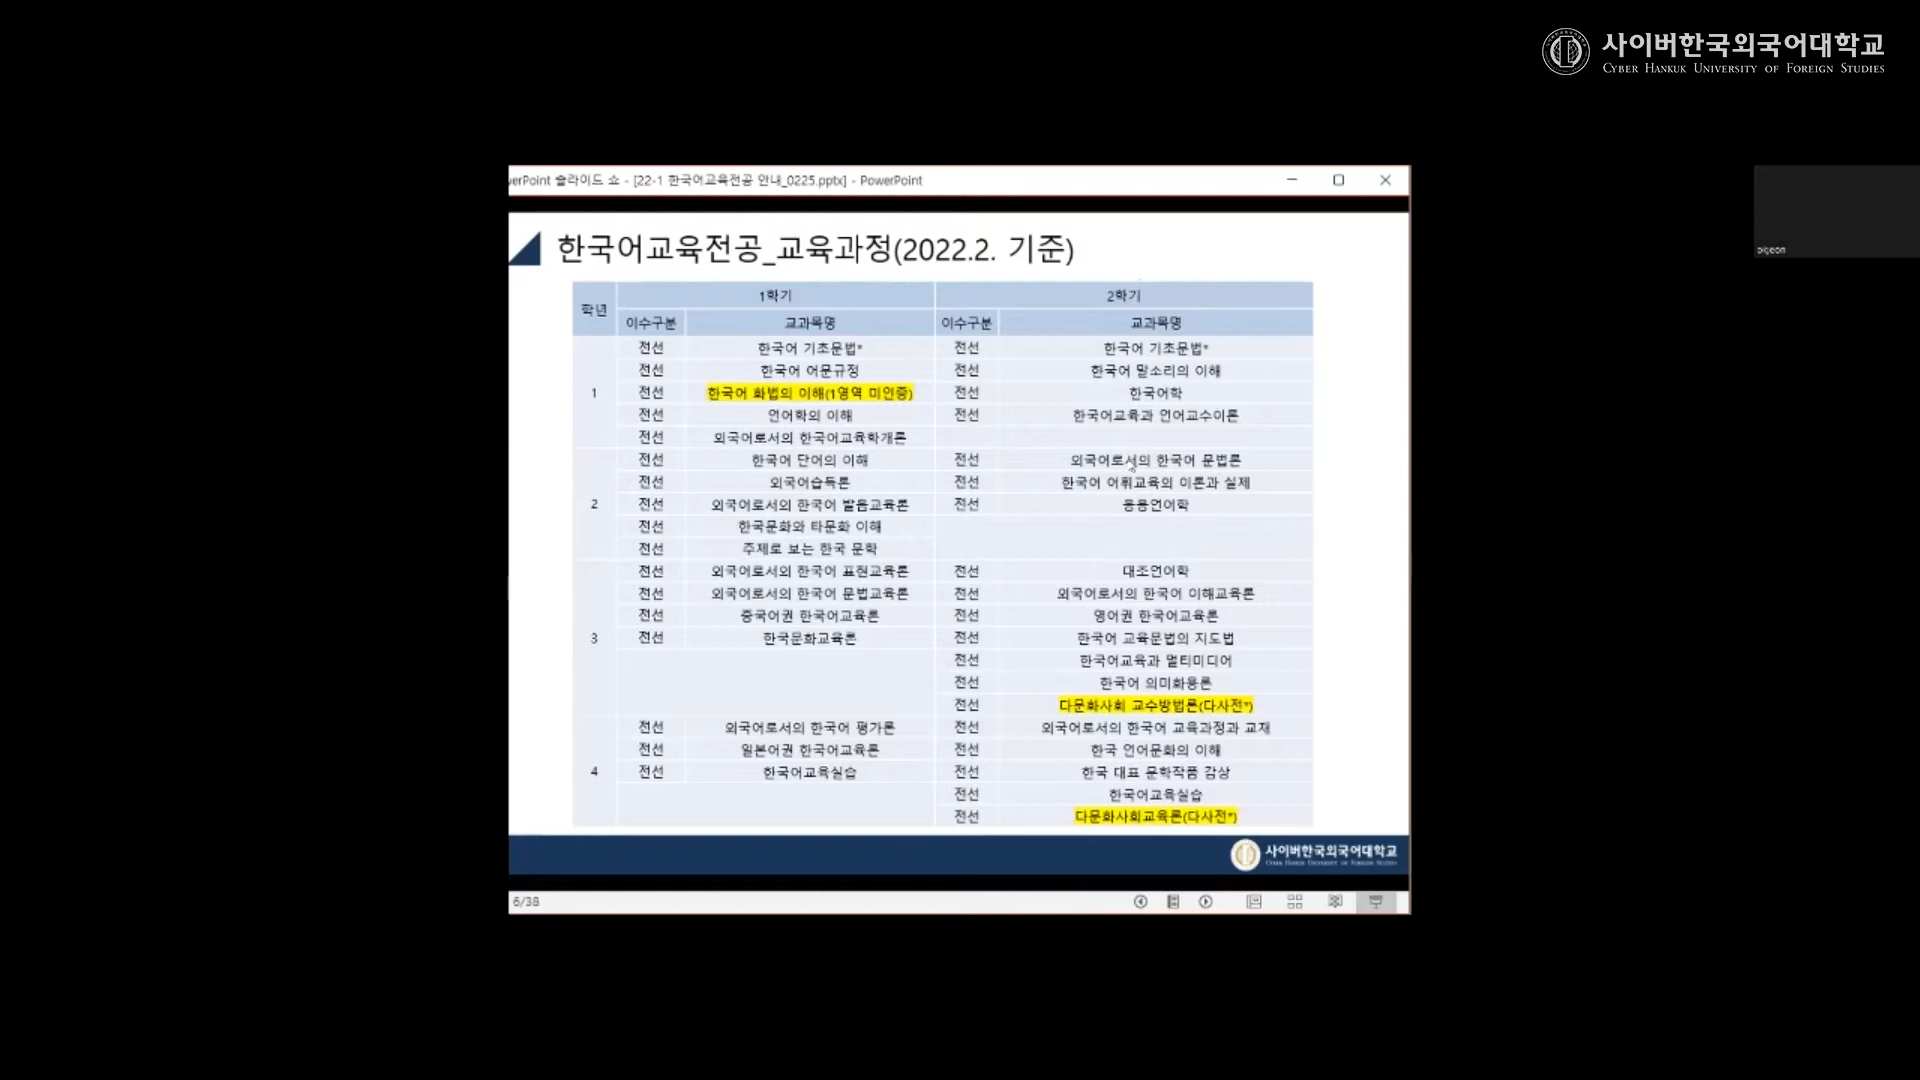 사이버한국외국어대학교
CYBER HANKUK UNIVERSITY OF FOREIGN STUDIES
erPoint 슬라이드 쇼 - [22-1 한국어교육전공 안내_0225.pptx] - PowerPoint
pigeon
한국어교육전공_교육과정(2022.2. 기준)
학년 1학기 2학기
이수구분 교과목명 이수구분 교과목명
전선 한국어 기초문법* 전선 한국어 기초문법*
전선 한국어 어문규정 전선 한국어 말소리의 이해
1 전선 한국어 화법의 이해(1영역 미인증) 전선 한국어학
전선 언어학의 이해 전선 한국어교육과 언어교수이론
전선 외국어로서의 한국어교육학개론
전선 한국어 단어의 이해 전선 외국어로서의 한국어 문법론
전선 외국어습득론 전선 한국어 어휘교육의 이론과 실제
2 전선 외국어로서의 한국어 발음교육론 전선 응용언어학
전선 한국문화와 타문화 이해
전선 주제로 보는 한국 문학
전선 외국어로서의 한국어 표현교육론 전선 대조언어학
전선 외국어로서의 한국어 문법교육론 전선 외국어로서의 한국어 이해교육론
전선 중국어권 한국어교육론 전선 영어권 한국어교육론
3 전선 한국문화교육론 전선 한국어 교육문법의 지도법
전선 한국어교육과 멀티미디어
전선 한국어 의미화용론
전선 다문화사회 교수방법론(다사전*)
전선 외국어로서의 한국어 평가론 전선 외국어로서의 한국어 교육과정과 교재
전선 일본어권 한국어교육론 전선 한국 언어문화의 이해
4 전선 한국어교육실습 전선 한국 대표 문학작품 감상
전선 한국어교육실습
전선 다문화사회교육론(다사전*)
사이버한국외국어대학교
CYBER HANKUK UNIVERSITY OF FOREIGN STUDIES
6/38